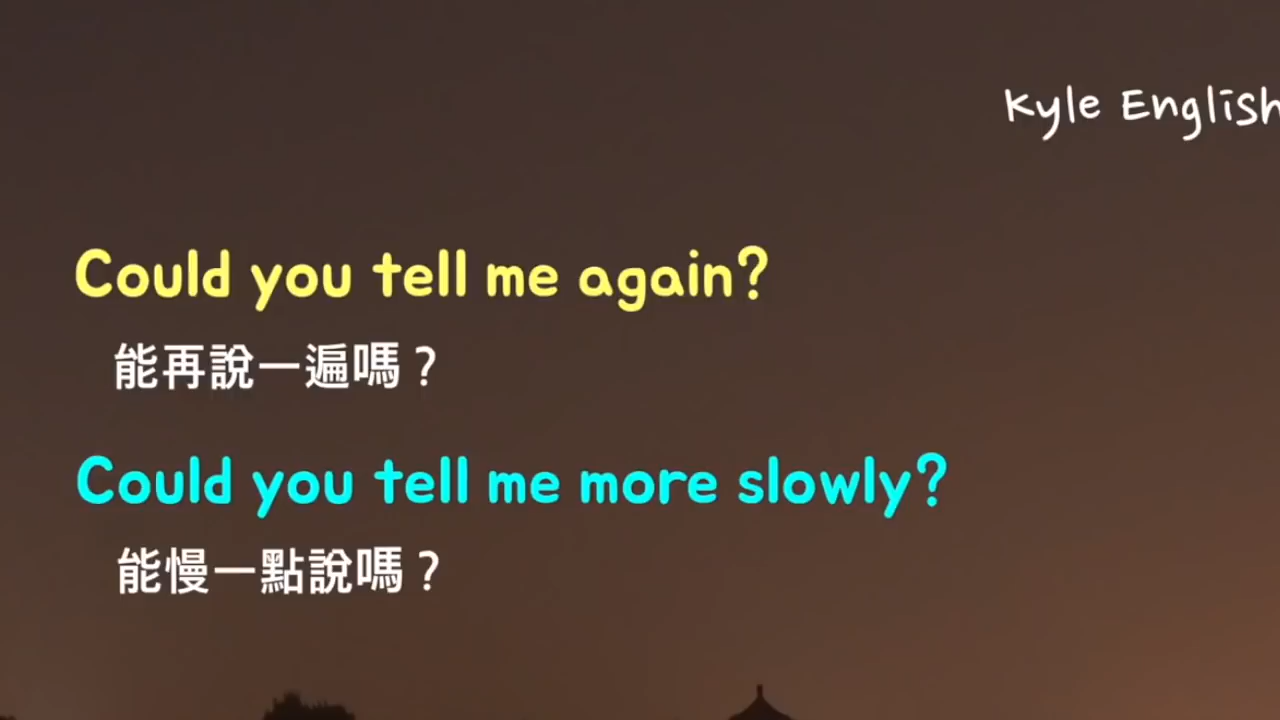 Kyle English
Could you tell me again?
能再說一遍嗎？
Could you tell me more slowly?
能慢一點說嗎？